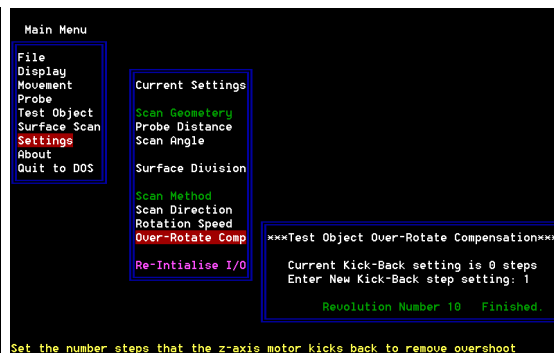 Main Menu
File
Display
Movement
Probe
Test Object
Surface Scan
Settings
About
Quit to DOS
Current Settings
Scan Geometery
Probe Distance
Scan Angle
Surface Division
Scan Method
Scan Direction
Rotation Speed
Over-Rotate Comp
Re-Intialise I/O
***Test Object Over-Rotate Compensation***
Current Kick-Back setting is 0 steps
Enter New Kick-Back step setting: 1
Revolution Number 10 Finished.
Set the number steps that the z-axis motor kicks back to remove overshoot